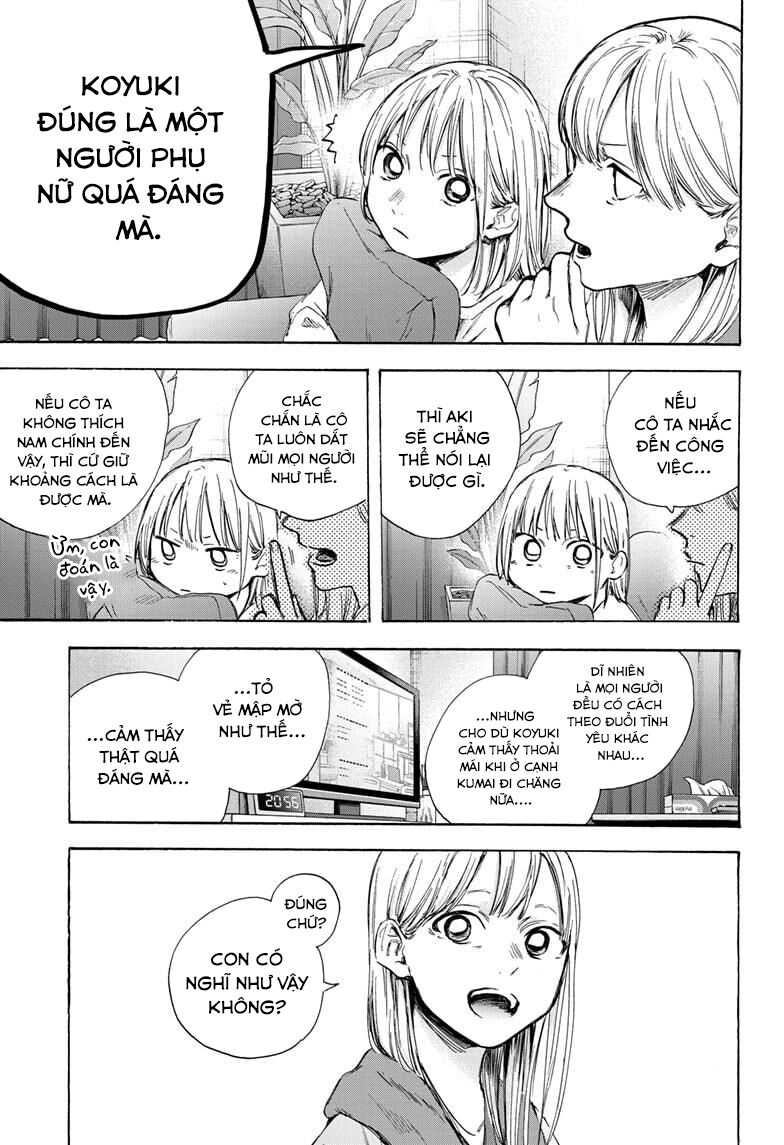 KOYUKI
ĐÚNG LÀ MỘT
NGƯỜI PHỤ
NỮ QUÁ ĐÁNG
MÀ.
NẾU
CÔ TA NHẮC
ĐẾN CÔNG
VIỆC...
THÌ AKI
SẼ CHẲNG
THỂ NÓI LẠI
ĐƯỢC GÌ.
CHẮC
CHẮN LÀ CÔ
TA LUÔN DẮT
MŨI MỌI NGƯỜI
NHƯ THẾ.
NẾU CÔ TA
KHÔNG THÍCH
NAM CHÍNH ĐẾN
VẬY, THÌ CỨ GIỮ
KHOẢNG CÁCH LÀ
ĐƯỢC MÀ.
Ừm, con
đoán là
vậy.
DĨ NHIÊN
LÀ MỌI NGƯỜI
ĐỀU CÓ CÁCH
THEO ĐUỔI TÌNH
YÊU KHÁC
NHAU...
...NHƯNG
CHO DÙ KOYUKI
CẢM THẤY THOẢI
MÁI KHI Ở CẠNH
KUMAI ĐI CHĂNG
NỮA....
...TỎ
VẺ MẬP MỜ
NHƯ THẾ...
...CẢM THẤY
THẬT QUÁ
ĐÁNG MÀ...
20:56
ĐÚNG
CHỨ?
CON CÓ
NGHĨ NHƯ VẬY
KHÔNG?